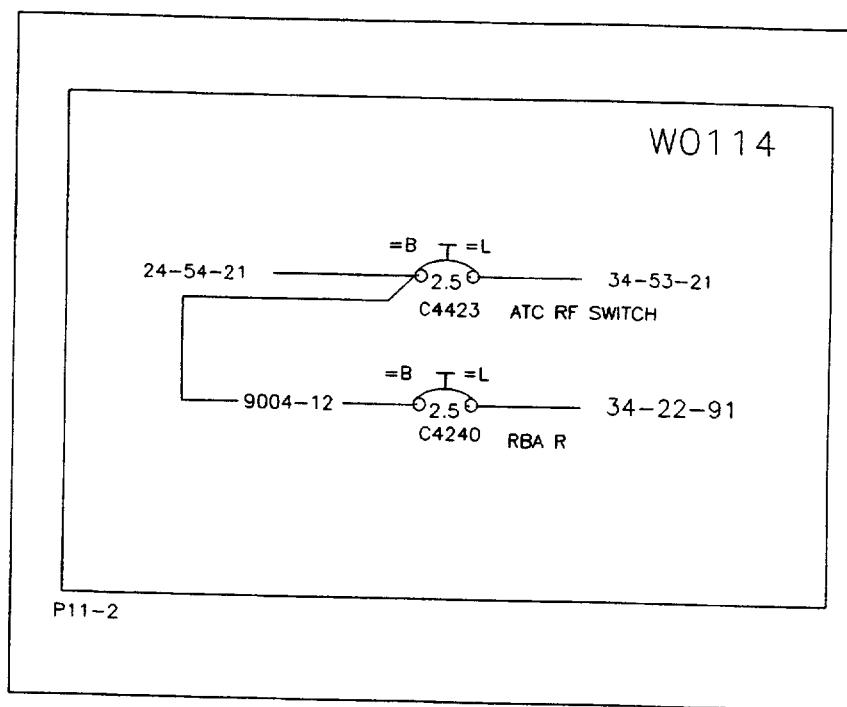 W0114
=B =L
24-54-21 2.5 34-53-21
C4423 ATC RF SWITCH
=B =L
9004-12 2.5 34-22-91
C4240 RBA R
P11-2